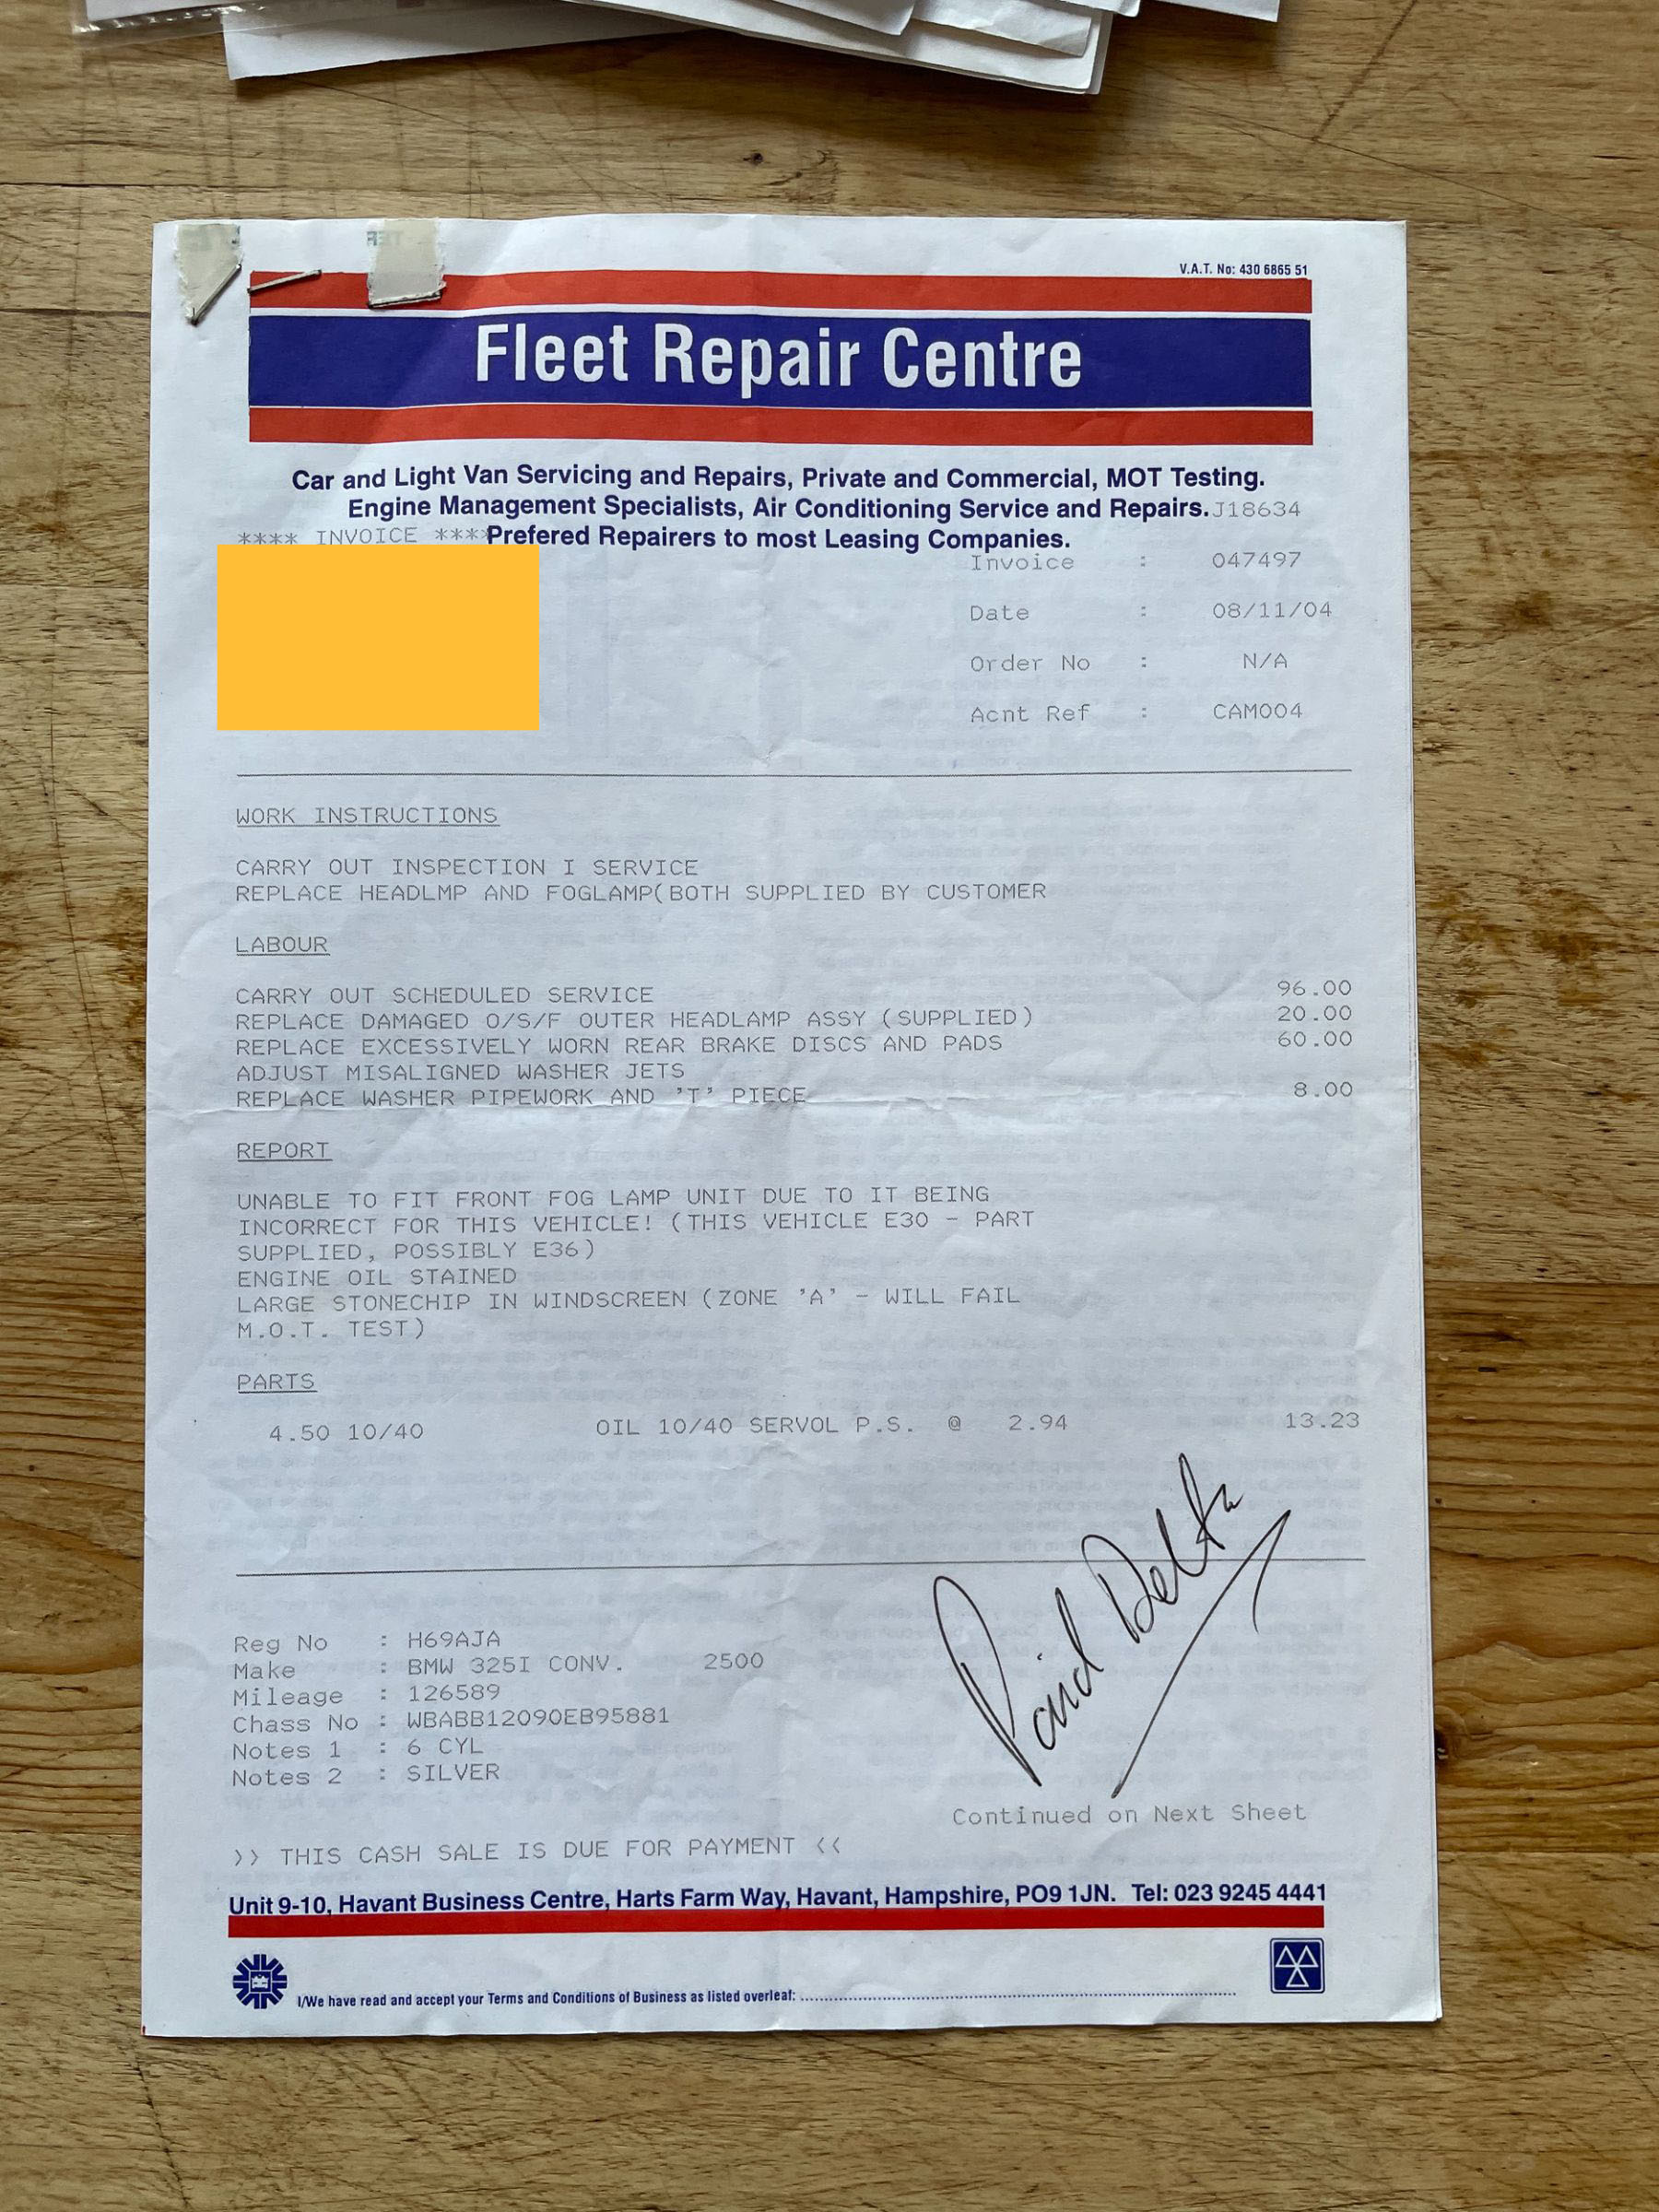 V.A.T. No: 430 6865 51
Fleet Repair Centre
Car and Light Van Servicing and Repairs, Private and Commercial, MOT Testing.
Engine Management Specialists, Air Conditioning Service and Repairs. J18634
**** INVOICE **** Prefered Repairers to most Leasing Companies.
Invoice : 047497
Date : 08/11/04
Order No : N/A
Acnt Ref : CAM004
WORK INSTRUCTIONS
CARRY OUT INSPECTION I SERVICE
REPLACE HEADLMP AND FOGLAMP(BOTH SUPPLIED BY CUSTOMER
LABOUR
CARRY OUT SCHEDULED SERVICE 96.00
REPLACE DAMAGED O/S/F OUTER HEADLAMP ASSY (SUPPLIED) 20.00
REPLACE EXCESSIVELY WORN REAR BRAKE DISCS AND PADS 60.00
ADJUST MISALIGNED WASHER JETS
REPLACE WASHER PIPEWORK AND 'T' PIECE 8.00
REPORT
UNABLE TO FIT FRONT FOG LAMP UNIT DUE TO IT BEING
INCORRECT FOR THIS VEHICLE! (THIS VEHICLE E30 - PART
SUPPLIED, POSSIBLY E36)
ENGINE OIL STAINED
LARGE STONECHIP IN WINDSCREEN (ZONE 'A' - WILL FAIL
M.O.T. TEST)
PARTS
4.50 10/40 OIL 10/40 SERVOL P.S. @ 2.94 13.23
Paid Delta
Reg No : H69AJA
Make : BMW 325I CONV. 2500
Mileage : 126589
Chass No : WBABB12090EB95881
Notes 1 : 6 CYL
Notes 2 : SILVER
Continued on Next Sheet
>> THIS CASH SALE IS DUE FOR PAYMENT <<
Unit 9-10, Havant Business Centre, Harts Farm Way, Havant, Hampshire, PO9 1JN. Tel: 023 9245 4441
I/We have read and accept your Terms and Conditions of Business as listed overleaf: